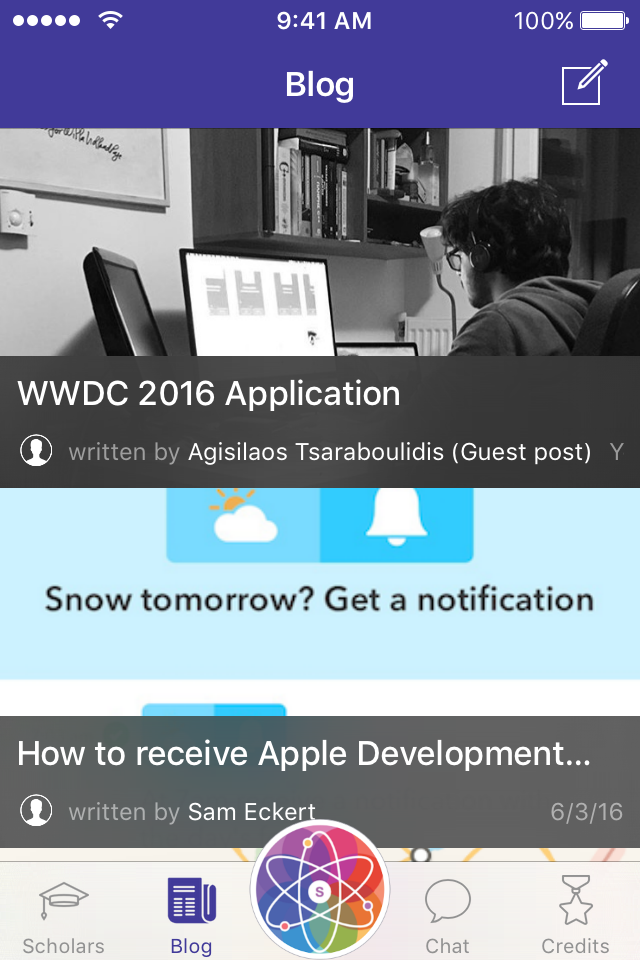 9:41 AM
100%
Blog
WWDC 2016 Application
written by Agisilaos Tsaraboulidis (Guest post) Y
Snow tomorrow? Get a notification
How to receive Apple Development...
written by Sam Eckert 6/3/16
S
Scholars
Blog
Chat
Credits